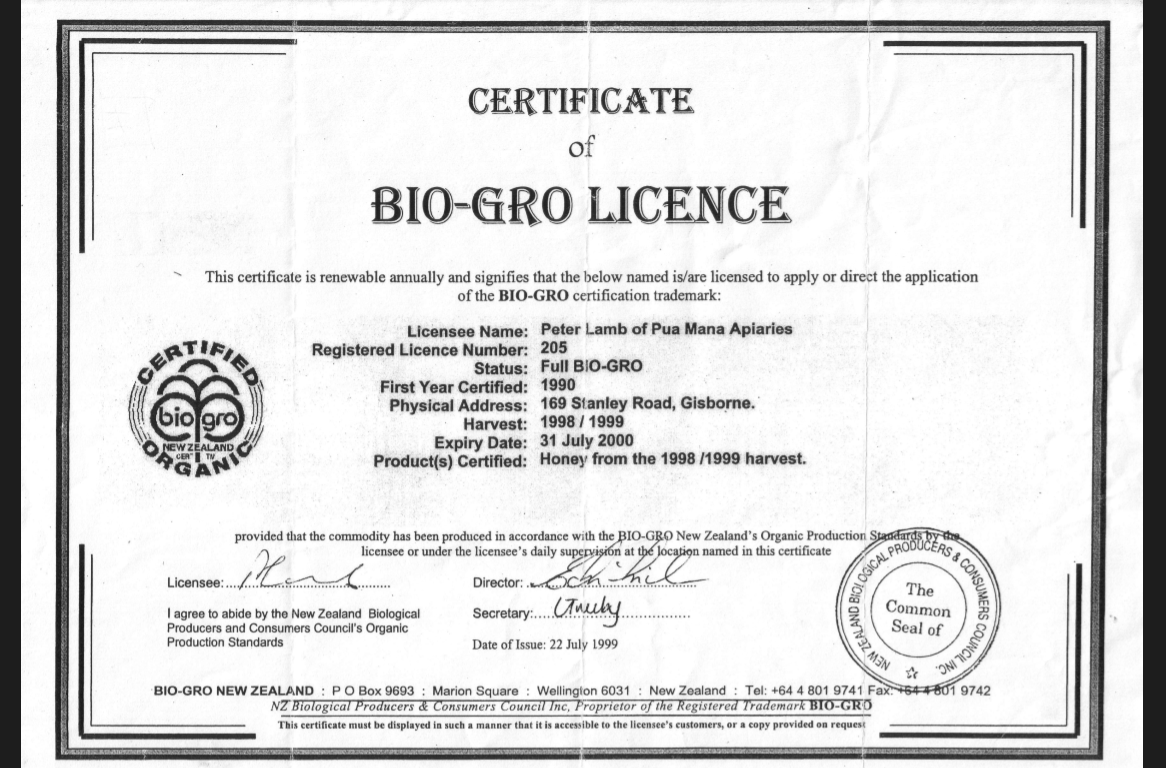 CERTIFICATE
of
BIO-GRO LICENCE
This certificate is renewable annually and signifies that the below named is/are licensed to apply or direct the application
of the BIO-GRO certification trademark:
Licensee Name: Peter Lamb of Pua Mana Apiaries
Registered Licence Number: 205
Status: Full BIO-GRO
First Year Certified: 1990
Physical Address: 169 Stanley Road, Gisborne.
Harvest: 1998 / 1999
Expiry Date: 31 July 2000
Product(s) Certified: Honey from the 1998 /1999 harvest.
CERTIFIED
bio gro
NEW ZEALAND
ORGANIC
provided that the commodity has been produced in accordance with the BIO-GRO New Zealand's Organic Production Standards by the
licensee or under the licensee's daily supervision at the location named in this certificate
Licensee:
Director:
I agree to abide by the New Zealand Biological
Producers and Consumers Council's Organic
Production Standards
Secretary:
Date of Issue: 22 July 1999
NEW ZEALAND BIOLOGICAL PRODUCERS & CONSUMERS COUNCIL INC.
The
Common
Seal of
BIO-GRO NEW ZEALAND : P O Box 9693 : Marion Square : Wellington 6031 : New Zealand : Tel: +64 4 801 9741 Fax: +64 4 801 9742
NZ Biological Producers & Consumers Council Inc, Proprietor of the Registered Trademark BIO-GRO
This certificate must be displayed in such a manner that it is accessible to the licensee's customers, or a copy provided on request